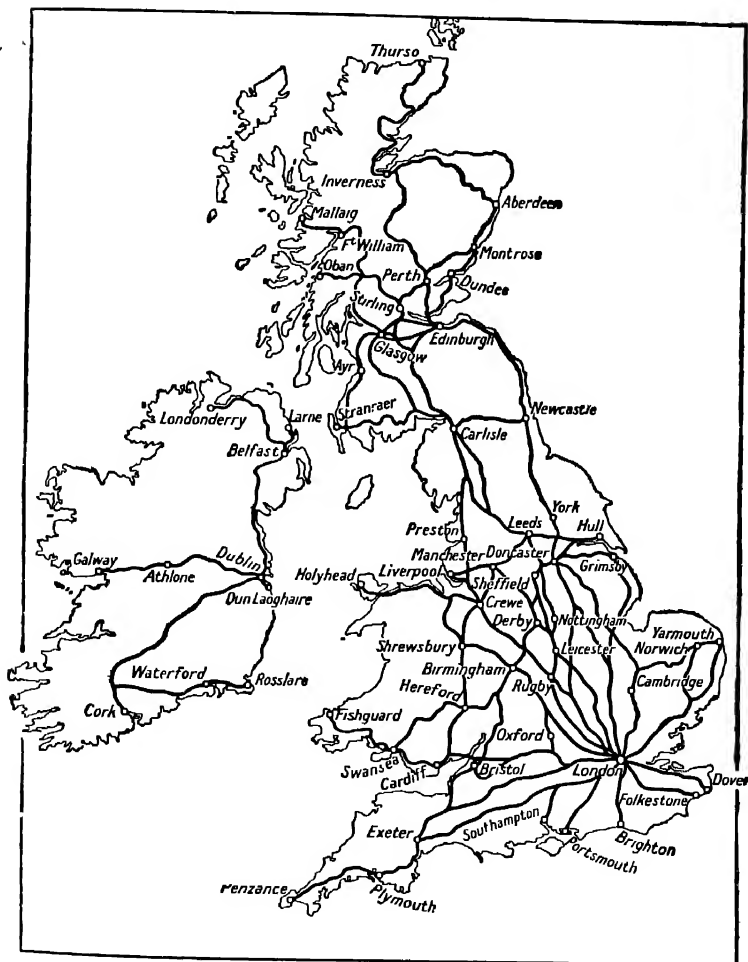 Thurso
Inverness
Aberdeen
Mallaig
Ft William
Montrose
Oban
Perth
Dundee
Stirling
Edinburgh
Glasgow
Ayr
Stranraer
Newcastle
Londonderry
Larne
Carlisle
Belfast
York
Leeds
Hull
Preston
Manchester
Doncaster
Galway
Dublin
Athlone
Holyhead
Liverpool
Sheffield
Grimsby
Dun Laoghaire
Crewe
Derby
Nottingham
Yarmouth
Shrewsbury
Leicester
Norwich
Waterford
Rosslare
Birmingham
Rugby
Cambridge
Hereford
Cork
Fishguard
Oxford
Swansea
Cardiff
Bristol
London
Dover
Folkestone
Exeter
Southampton
Brighton
Portsmouth
Penzance
Plymouth